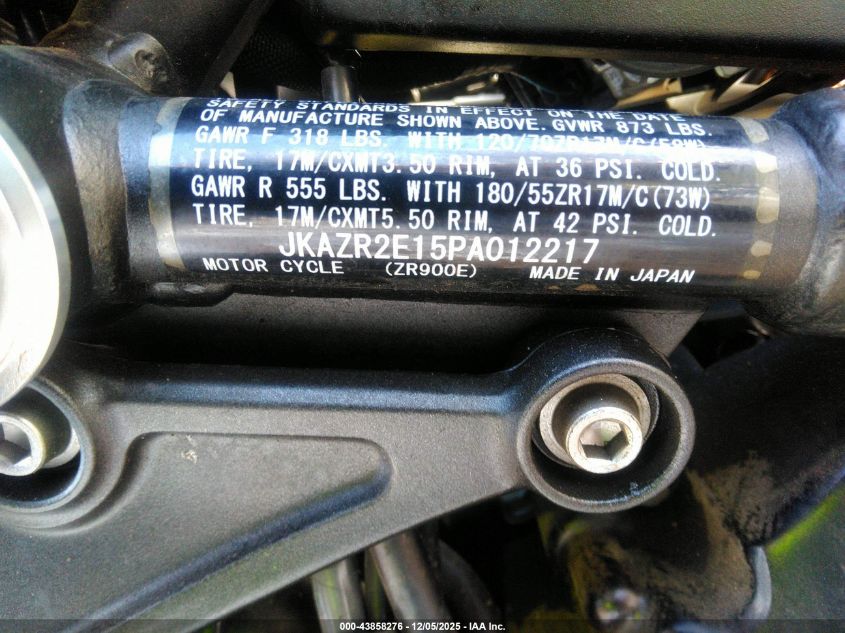 SAFETY STANDARDS IN EFFECT ON THE DATE
OF MANUFACTURE SHOWN ABOVE. GVWR 873 LBS.
GAWR F 318 LBS. WITH 120/70ZR17M/C(58W)
TIRE, 17M/CXMT3.50 RIM, AT 36 PSI. COLD.
GAWR R 555 LBS. WITH 180/55ZR17M/C(73W)
TIRE, 17M/CXMT5.50 RIM, AT 42 PSI. COLD.
JKAZR2E15PA012217
MOTOR CYCLE (ZR900E) MADE IN JAPAN
000-43858276 - 12/05/2025 - IAA Inc.